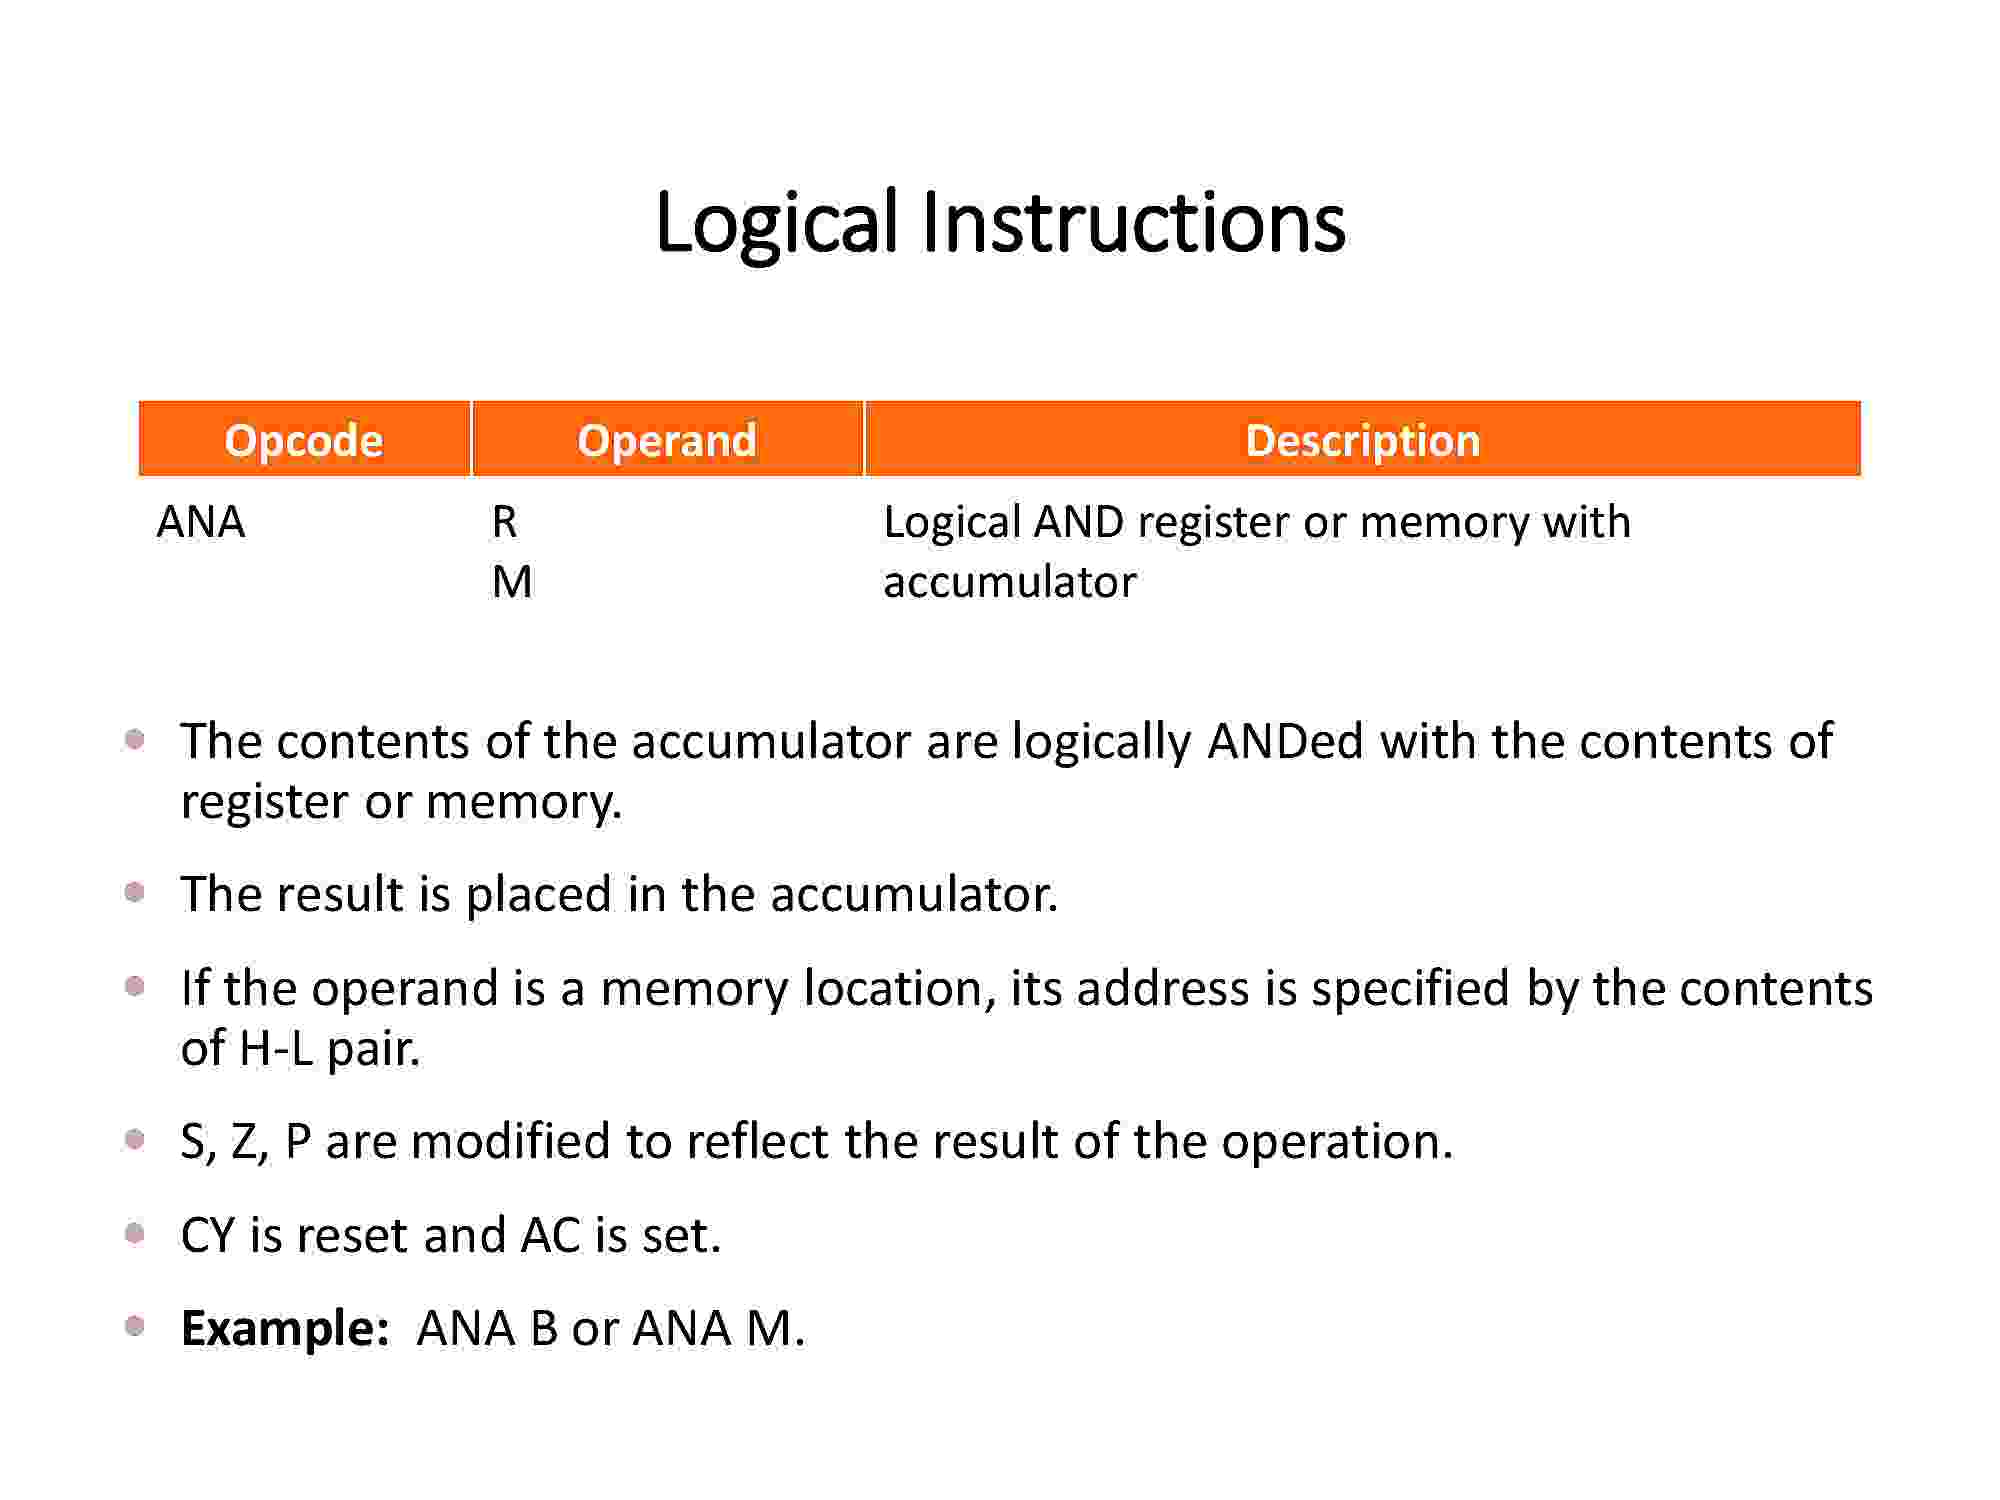 Logical Instructions
Opcode Operand Description
ANA R Logical AND register or memory with
M accumulator
• The contents of the accumulator are logically ANDed with the contents of
register or memory.
• The result is placed in the accumulator.
• If the operand is a memory location, its address is specified by the contents
of H-L pair.
• S, Z, P are modified to reflect the result of the operation.
• CY is reset and AC is set.
• Example: ANA B or ANA M.